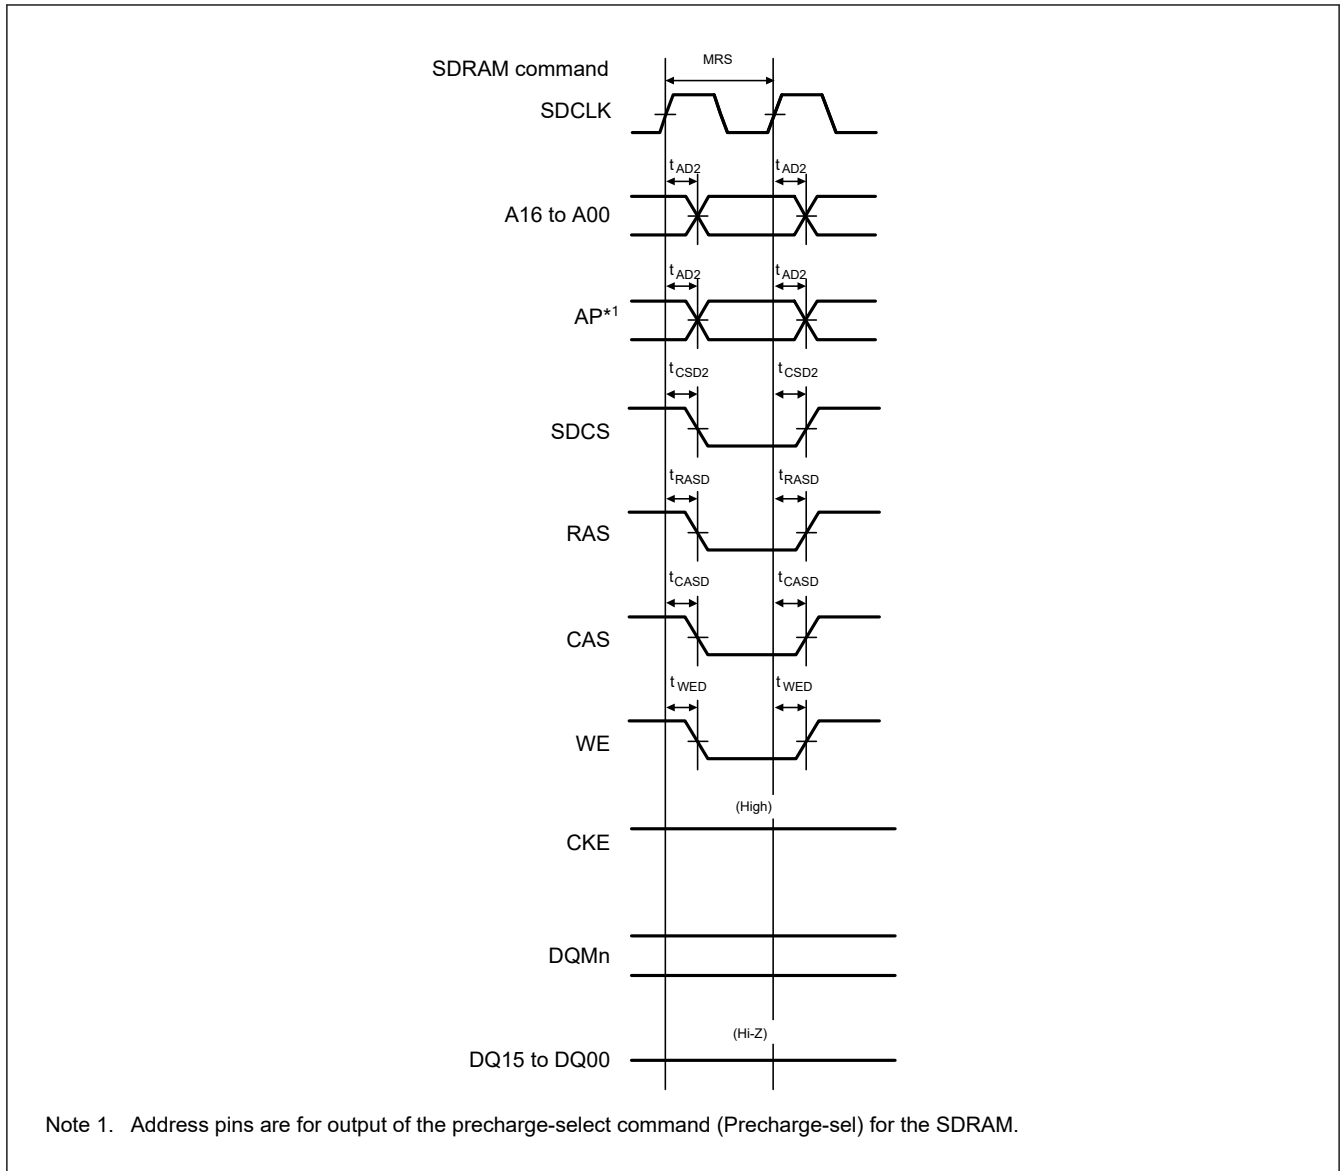 MRS
SDRAM command
SDCLK
tAD2 tAD2
A16 to A00
tAD2 tAD2
AP*1
tCSD2 tCSD2
SDCS
tRASD tRASD
RAS
tCASD tCASD
CAS
tWED tWED
WE
(High)
CKE
DQMn
(Hi-Z)
DQ15 to DQ00
Note 1. Address pins are for output of the precharge-select command (Precharge-sel) for the SDRAM.